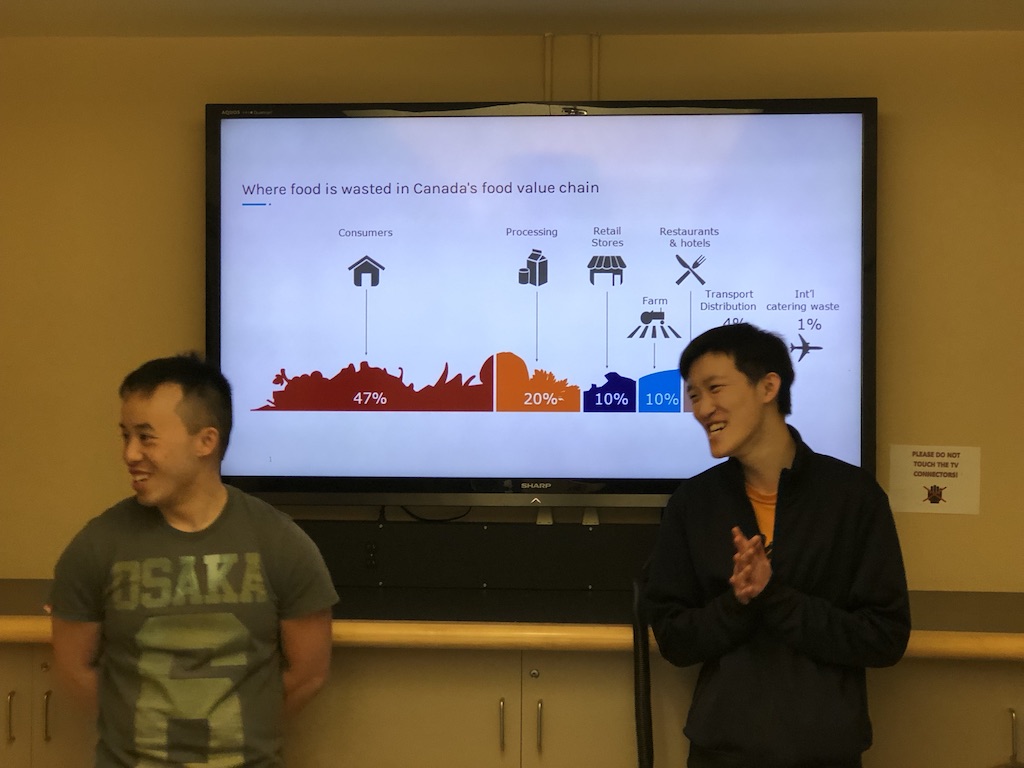 Where food is wasted in Canada's food value chain
Consumers
Processing
Retail
Stores
Restaurants
& hotels
Farm
Transport
Distribution
4%
Int'l
catering waste
1%
47%
20%-
10%
10%
SHARP
PLEASE DO NOT
TOUCH THE TV
CONNECTORS!
OSAKA